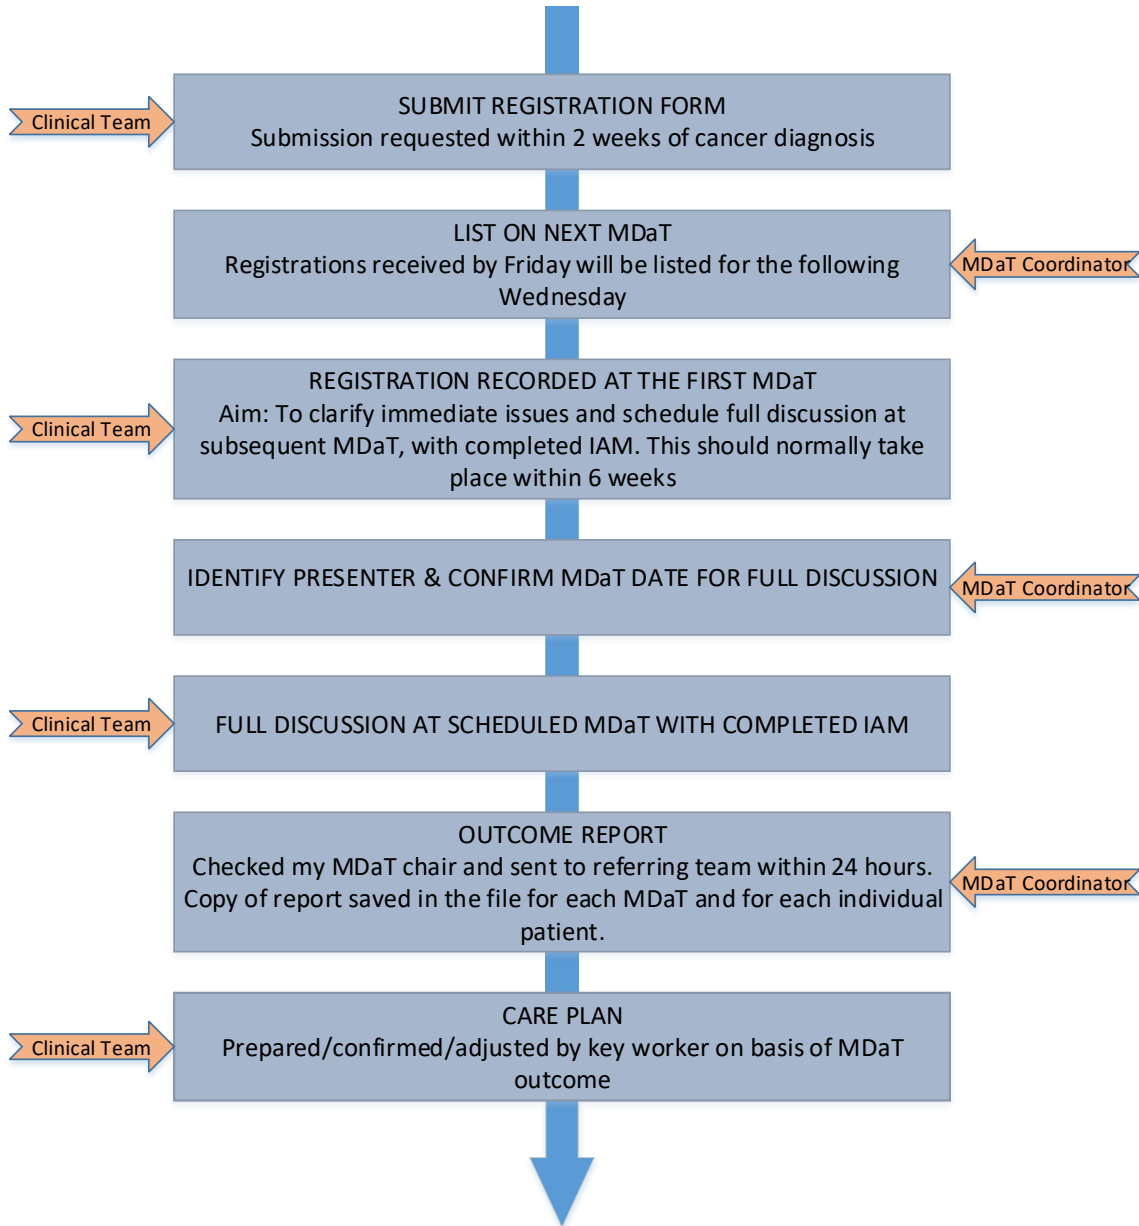 SUBMIT REGISTRATION FORM
Clinical Team
Submission requested within 2 weeks of cancer diagnosis
LIST ON NEXT MDaT
Registrations received by Friday will be listed for the following
MDaT Coordinator
Wednesday
REGISTRATION RECORDED AT THE FIRST MDaT
Aim: To clarify immediate issues and schedule full discussion at
Clinical Team
subsequent MDaT, with completed IAM. This should normally take
place within 6 weeks
IDENTIFY PRESENTER & CONFIRM MDaT DATE FOR FULL DISCUSSION
MDaT Coordinator
Clinical Team
FULL DISCUSSION AT SCHEDULED MDaT WITH COMPLETED IAM
OUTCOME REPORT
Checked my MDaT chair and sent to referring team within 24 hours.
MDaT Coordinator
Copy of report saved in the file for each MDaT and for each individual
patient.
CARE PLAN
Clinical Team
Prepared/confirmed/adjusted by key worker on basis of MDaT
outcome